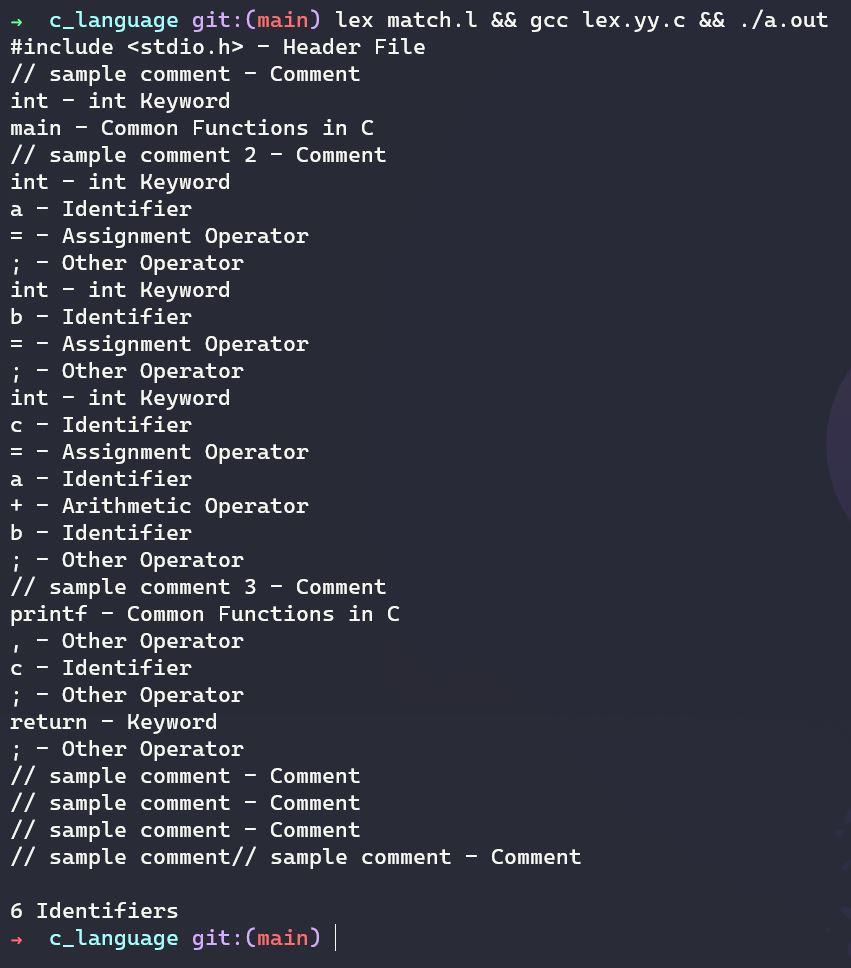 → c_language git:(main) lex match.l && gcc lex.yy.c && ./a.out
#include <stdio.h> - Header File
// sample comment - Comment
int - int Keyword
main - Common Functions in C
// sample comment 2 - Comment
int - int Keyword
a - Identifier
= - Assignment Operator
; - Other Operator
int - int Keyword
b - Identifier
= - Assignment Operator
; - Other Operator
int - int Keyword
c - Identifier
= - Assignment Operator
a - Identifier
+ - Arithmetic Operator
b - Identifier
; - Other Operator
// sample comment 3 - Comment
printf - Common Functions in C
, - Other Operator
c - Identifier
; - Other Operator
return - Keyword
; - Other Operator
// sample comment - Comment
// sample comment - Comment
// sample comment - Comment
// sample comment// sample comment - Comment
6 Identifiers
→ c_language git:(main)